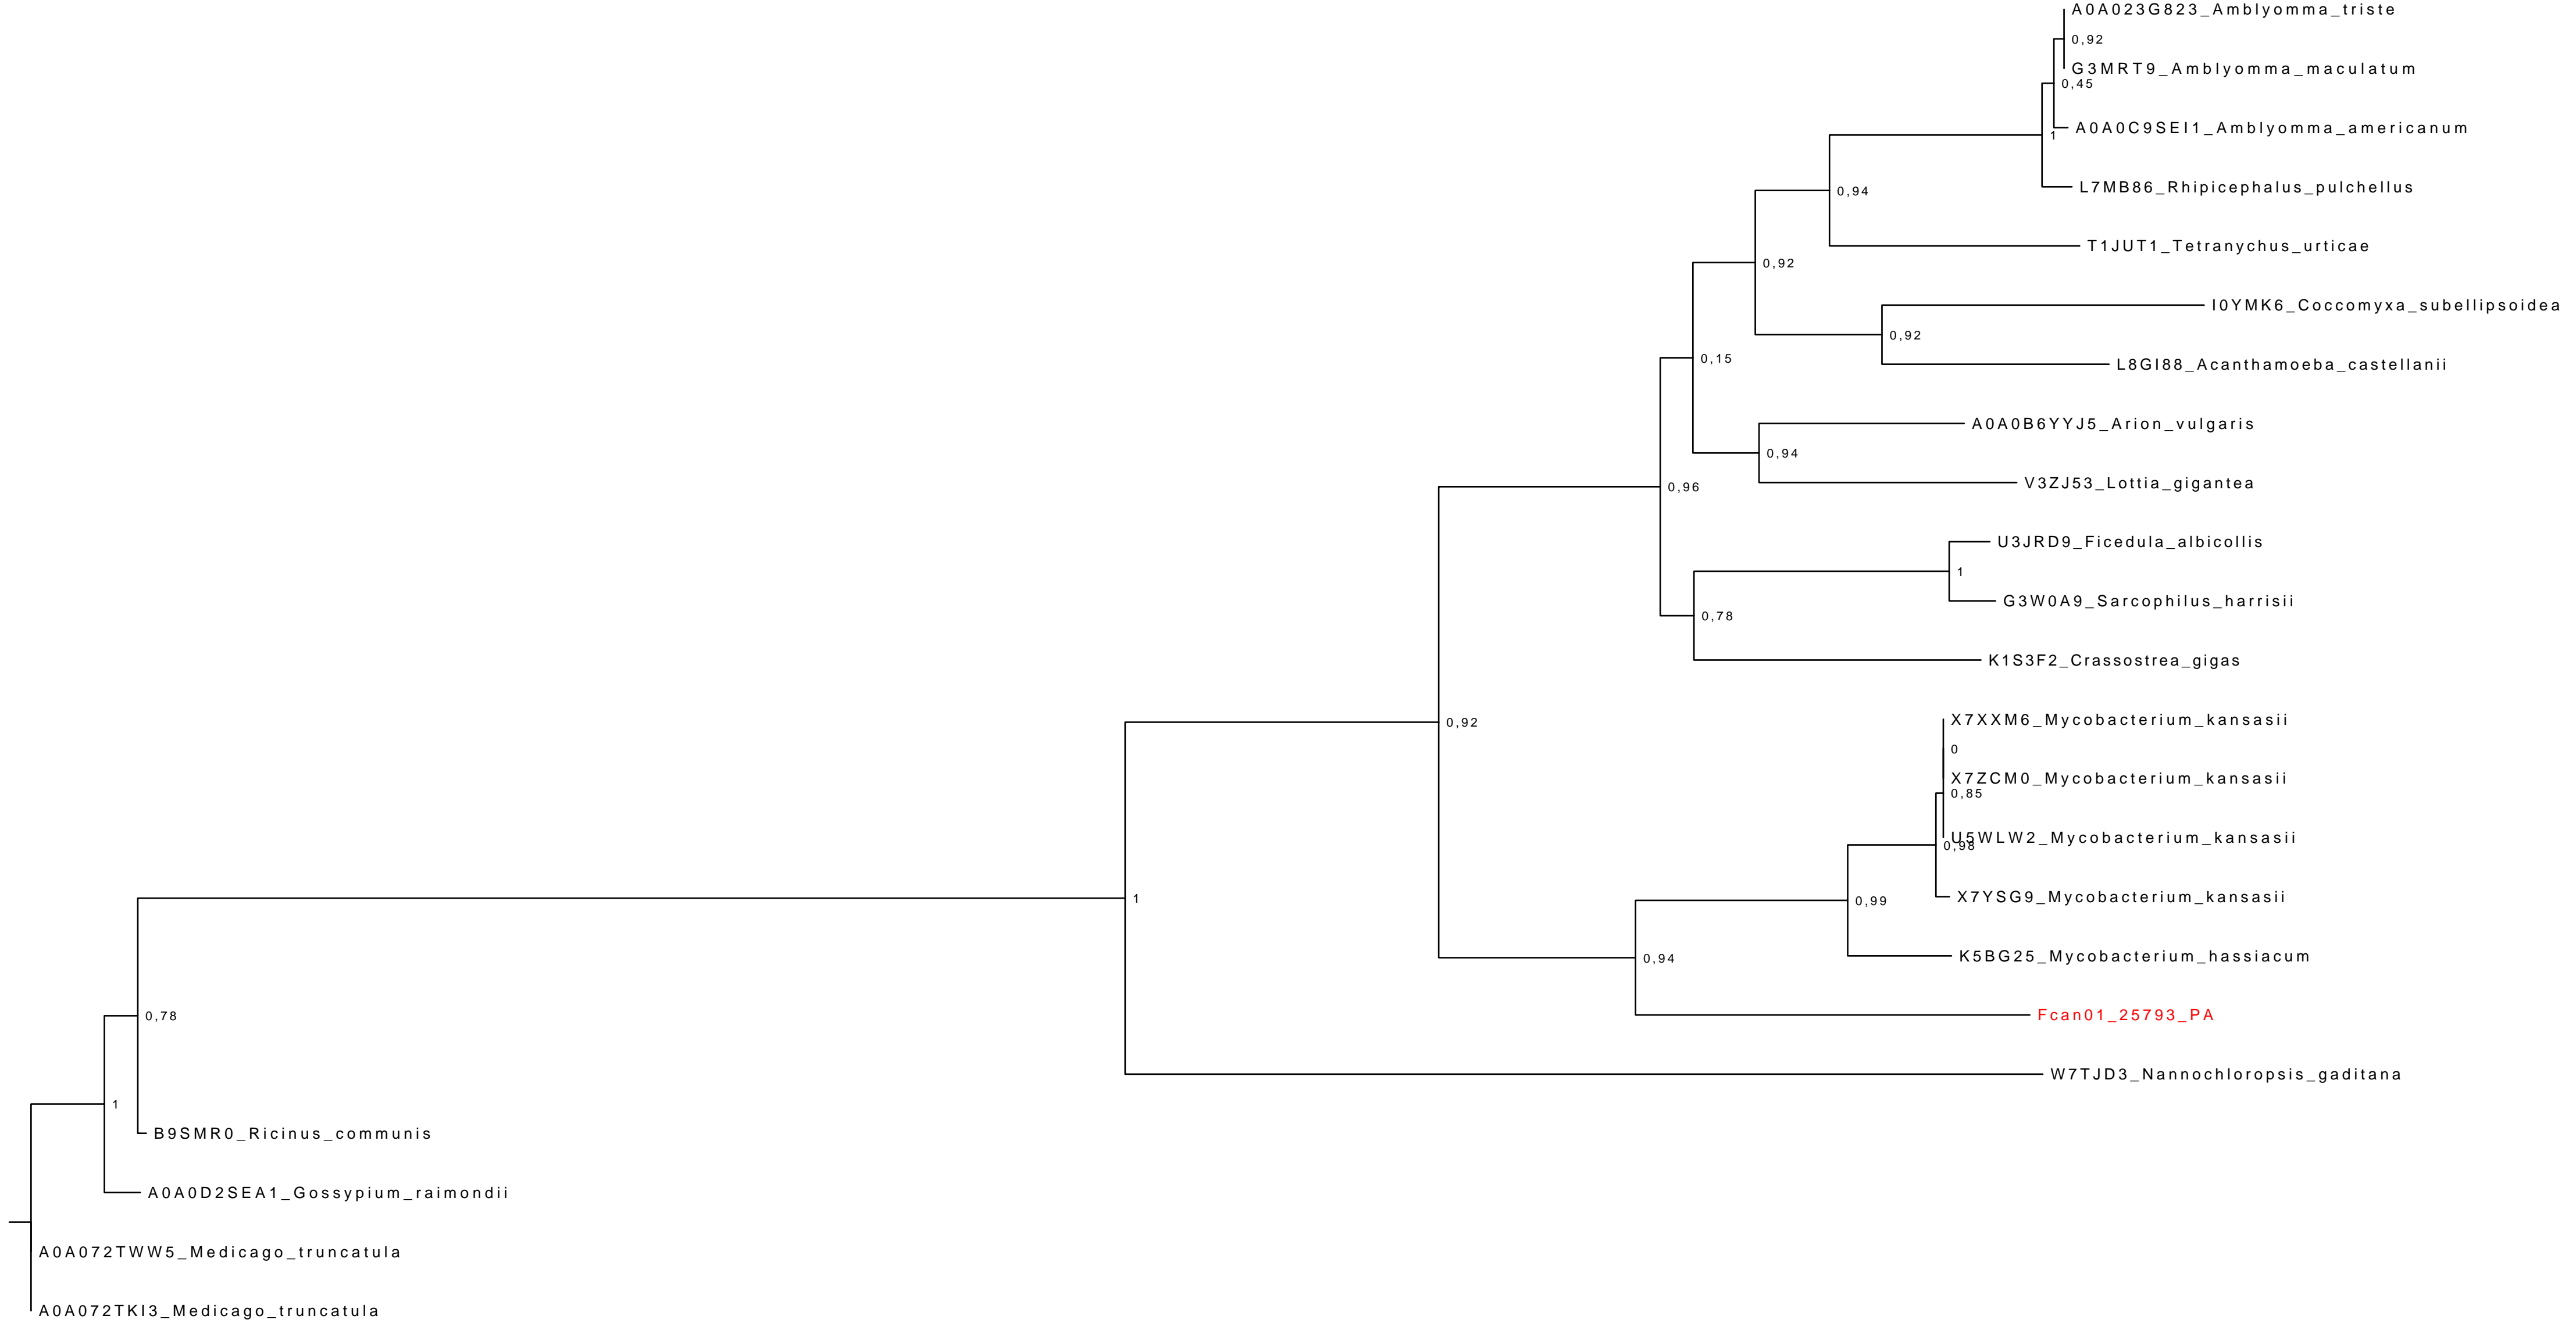 A0A023G823_Amblyomma_triste
0,92
G3MRT9_Amblyomma_maculatum
0,45
A0A0C9SEI1_Amblyomma_americanum
1
L7MB86_Rhipicephalus_pulchellus
0,94
T1JUT1_Tetranychus_urticae
0,92
I0YMK6_Coccomyxa_subellipsoidea
0,92
0,15
L8GI88_Acanthamoeba_castellanii
A0A0B6YYJ5_Arion_vulgaris
0,94
V3ZJ53_Lottia_gigantea
0,96
U3JRD9_Ficedula_albicollis
1
G3W0A9_Sarcophilus_harrisii
0,78
K1S3F2_Crassostrea_gigas
X7XXM6_Mycobacterium_kansasii
0,92
0
X7ZCM0_Mycobacterium_kansasii
0,85
U5WLW2_Mycobacterium_kansasii
0,98
X7YSG9_Mycobacterium_kansasii
1
0,99
K5BG25_Mycobacterium_hassiacum
0,94
Fcan01_25793_PA
0,78
W7TJD3_Nannochloropsis_gaditana
1
B9SMR0_Ricinus_communis
A0A0D2SEA1_Gossypium_raimondii
A0A072TWW5_Medicago_truncatula
A0A072TKI3_Medicago_truncatula